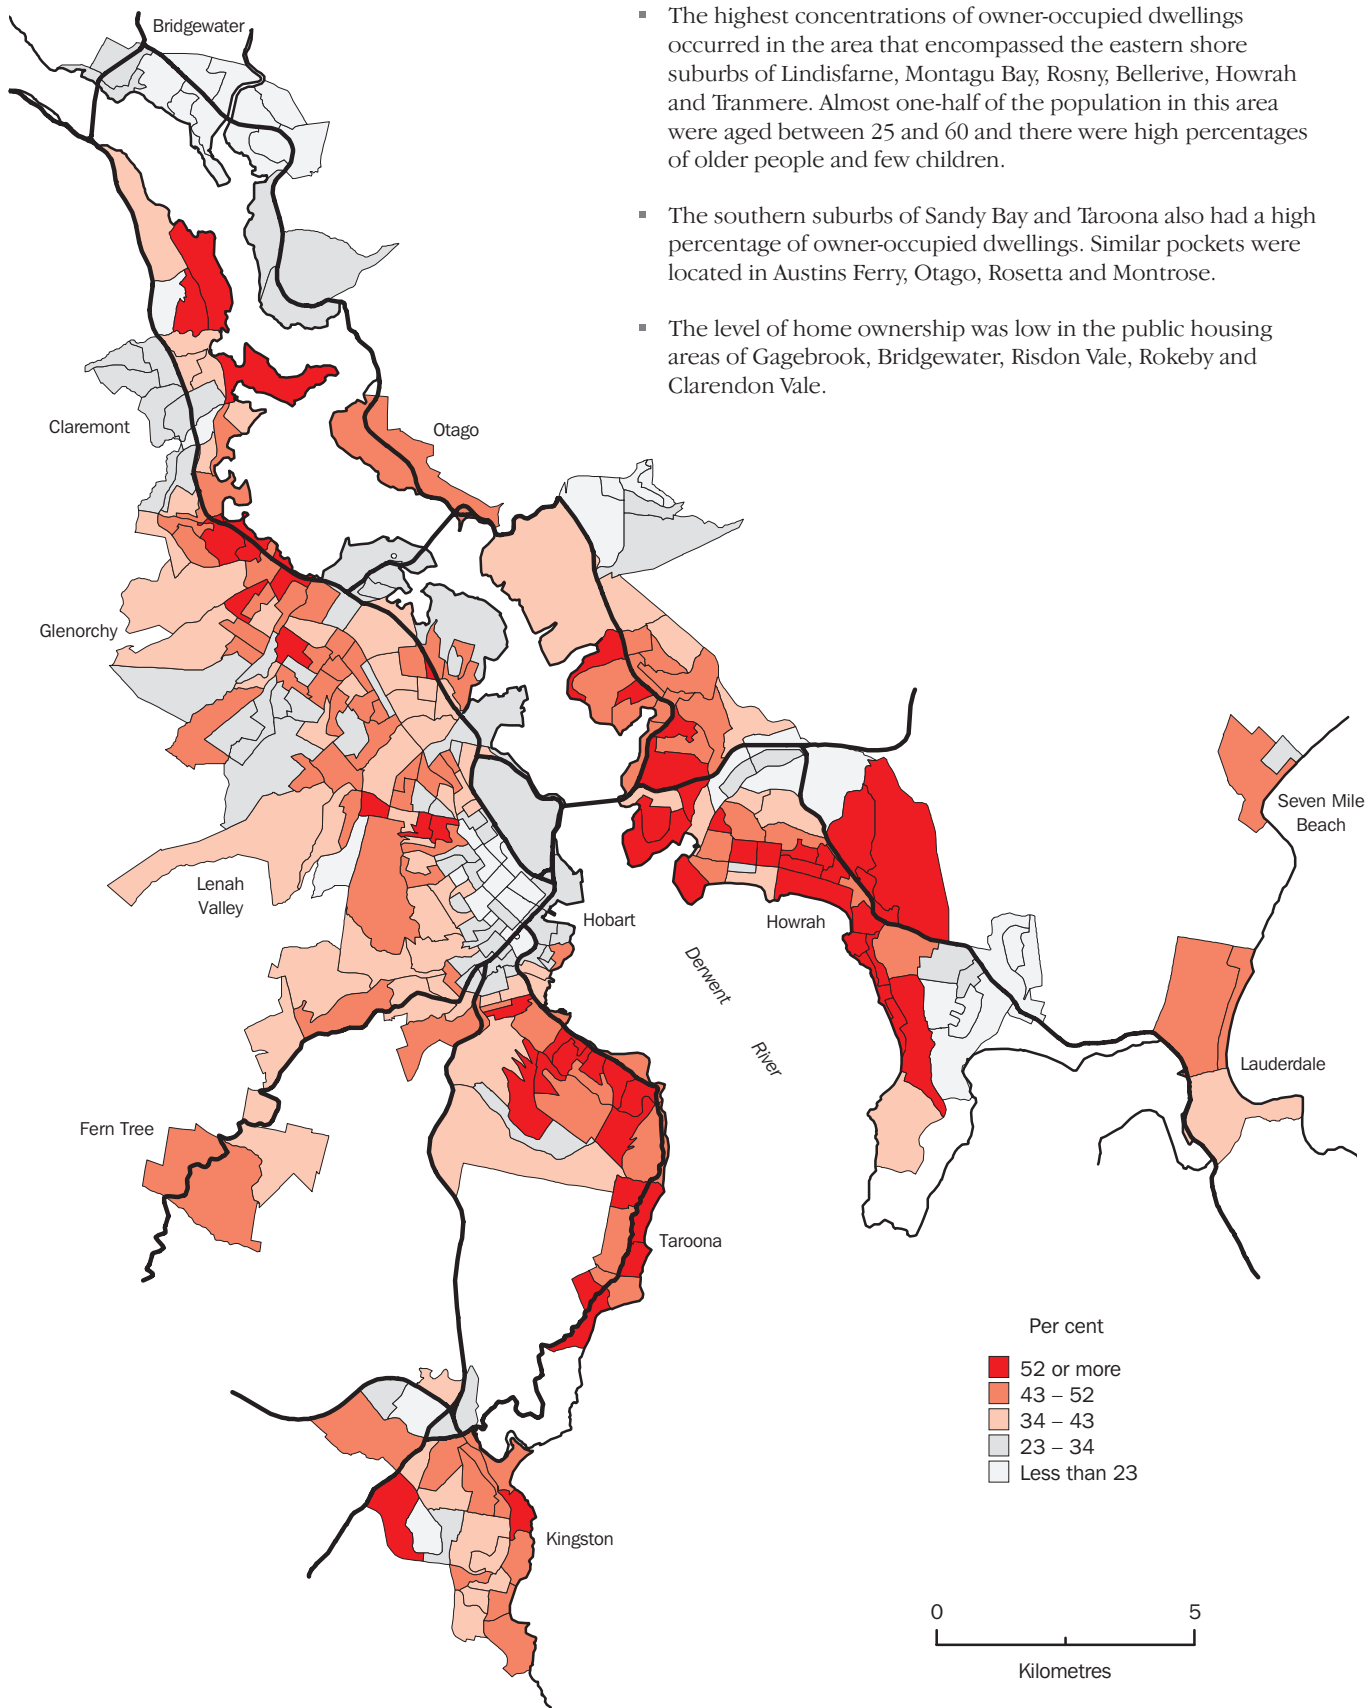 Bridgewater
▪ The highest concentrations of owner-occupied dwellings
occurred in the area that encompassed the eastern shore
suburbs of Lindisfarne, Montagu Bay, Rosny, Bellerive, Howrah
and Tranmere. Almost one-half of the population in this area
were aged between 25 and 60 and there were high percentages
of older people and few children.
▪ The southern suburbs of Sandy Bay and Taroona also had a high
percentage of owner-occupied dwellings. Similar pockets were
located in Austins Ferry, Otago, Rosetta and Montrose.
▪ The level of home ownership was low in the public housing
areas of Gagebrook, Bridgewater, Risdon Vale, Rokeby and
Clarendon Vale.
Claremont
Otago
Glenorchy
Seven Mile
Beach
Lenah
Valley
Hobart
Howrah
Derwent
River
Lauderdale
Fern Tree
Taroona
Kingston
Per cent
52 or more
43 – 52
34 – 43
23 – 34
Less than 23
0 5
Kilometres